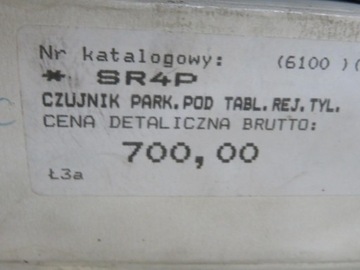 Nr katalogowy: (6100 )(
* SR4P
CZUJNIK PARK.POD TABL.REJ.TYL.
CENA DETALICZNA BRUTTO:
700,00
Ł3a